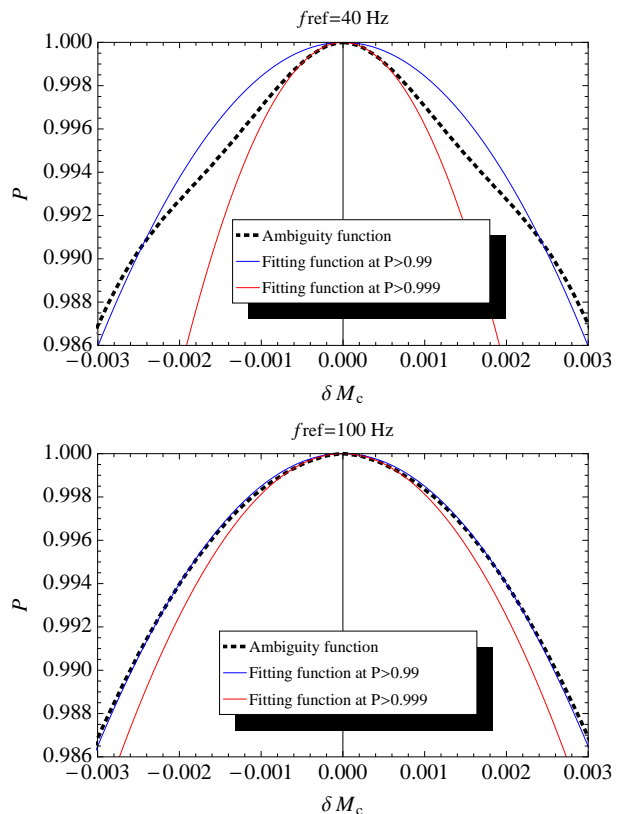 fref=40 Hz
1.000
0.998
0.996
0.994
0.992
0.990
0.988
0.986
P
Ambiguity function
Fitting function at P>0.99
Fitting function at P>0.999
−0.003 −0.002 −0.001 0.000 0.001 0.002 0.003
δ Mc
fref=100 Hz
1.000
0.998
0.996
0.994
0.992
0.990
0.988
0.986
P
Ambiguity function
Fitting function at P>0.99
Fitting function at P>0.999
−0.003 −0.002 −0.001 0.000 0.001 0.002 0.003
δ Mc